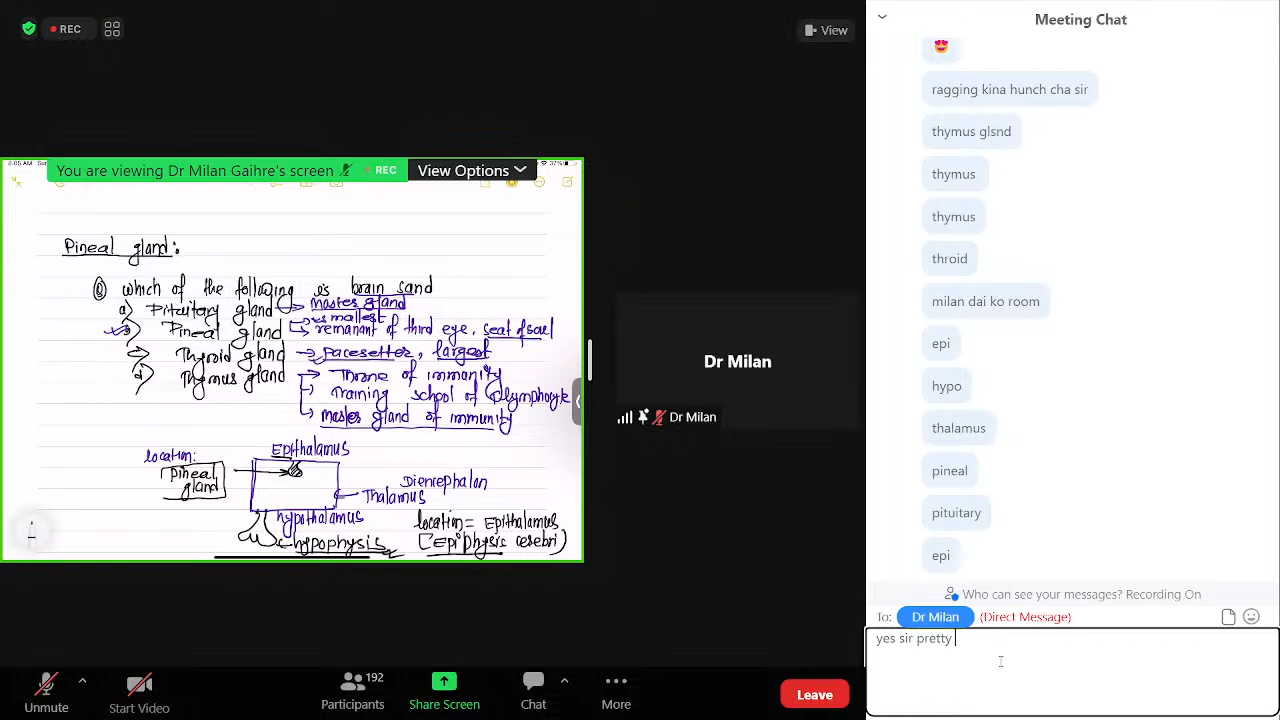 REC
View
8:05 AM
37%
You are viewing Dr Milan Gaihre's screen
REC
View Options
Pineal gland:
Q which of the following is brain sand
a) Pituitary gland → master gland
b) Pineal gland → smallest
→ remanant of third eye, seat of soul
c) Thyroid gland → pacesetter, largest
d) Thymus gland → Throne of immunity
→ Training school of T lymphocyte
→ master gland of immunity
Epithalamus
location:
pineal gland
Diencephalon
Thalamus
hypothalamus
hypophysis
location = Epithalamus
(epiphysis cerebri)
Dr Milan
Dr Milan
Meeting Chat
ragging kina hunch cha sir
thymus glsnd
thymus
thymus
throid
milan dai ko room
epi
hypo
thalamus
pineal
pituitary
epi
Who can see your messages? Recording On
To: Dr Milan (Direct Message)
yes sir pretty
Unmute
Start Video
192
Participants
Share Screen
Chat
More
Leave